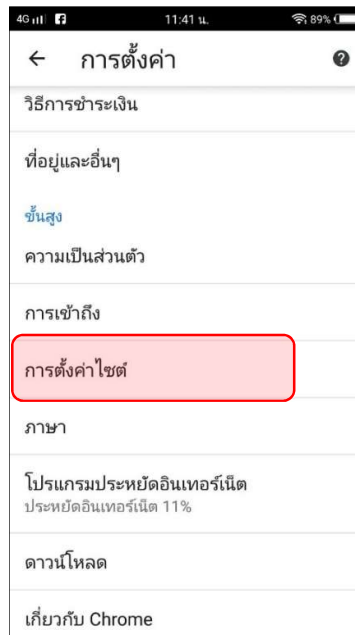 4G 11:41 น. 89%
การตั้งค่า
วิธีการชำระเงิน
ที่อยู่และอื่นๆ
ขั้นสูง
ความเป็นส่วนตัว
การเข้าถึง
การตั้งค่าไซต์
ภาษา
โปรแกรมประหยัดอินเทอร์เน็ต
ประหยัดอินเทอร์เน็ต 11%
ดาวน์โหลด
เกี่ยวกับ Chrome